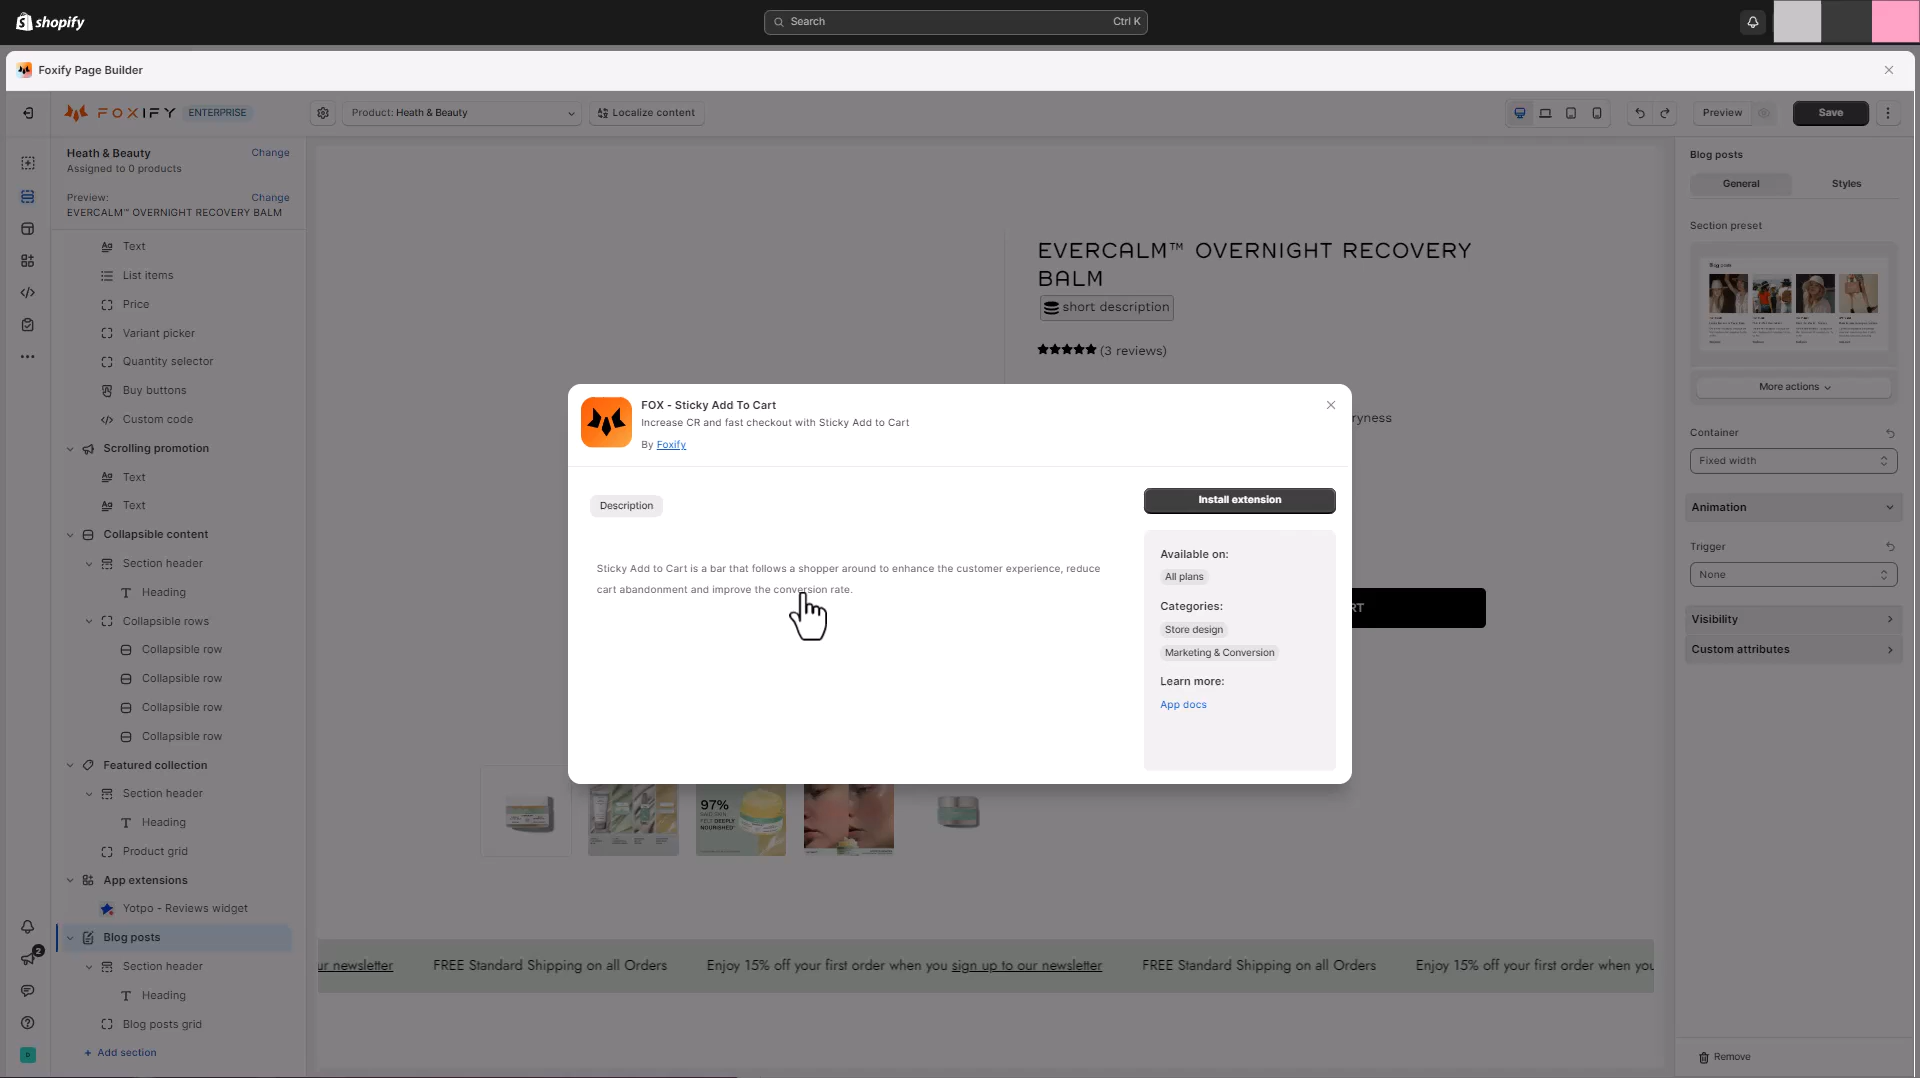 shopify
Search
Ctrl K
Foxify Page Builder
FOXIFY
ENTERPRISE
Product: Heath & Beauty
Localize content
Preview
Save
Heath & Beauty
Change
Assigned to 0 products
Preview:
Change
EVERCALM™ OVERNIGHT RECOVERY BALM
Text
List items
Price
Variant picker
Quantity selector
Buy buttons
Custom code
Scrolling promotion
Text
Text
Collapsible content
Section header
Heading
Collapsible rows
Collapsible row
Collapsible row
Collapsible row
Collapsible row
Featured collection
Section header
Heading
Product grid
App extensions
Yotpo - Reviews widget
Blog posts
2
Section header
Heading
Blog posts grid
+ Add section
EVERCALM™ OVERNIGHT RECOVERY
BALM
short description
(3 reviews)
ryness
RT
FOX - Sticky Add To Cart
Increase CR and fast checkout with Sticky Add to Cart
By Foxify
Description
Sticky Add to Cart is a bar that follows a shopper around to enhance the customer experience, reduce
cart abandonment and improve the conversion rate.
Install extension
Available on:
All plans
Categories:
Store design
Marketing & Conversion
Learn more:
App docs
97%
DEEPLY
NOURISHED
ur newsletter
FREE Standard Shipping on all Orders
Enjoy 15% off your first order when you sign up to our newsletter
FREE Standard Shipping on all Orders
Enjoy 15% off your first order when you
Blog posts
General
Styles
Section preset
Blog posts
More actions
Container
Fixed width
Animation
Trigger
None
Visibility
Custom attributes
Remove